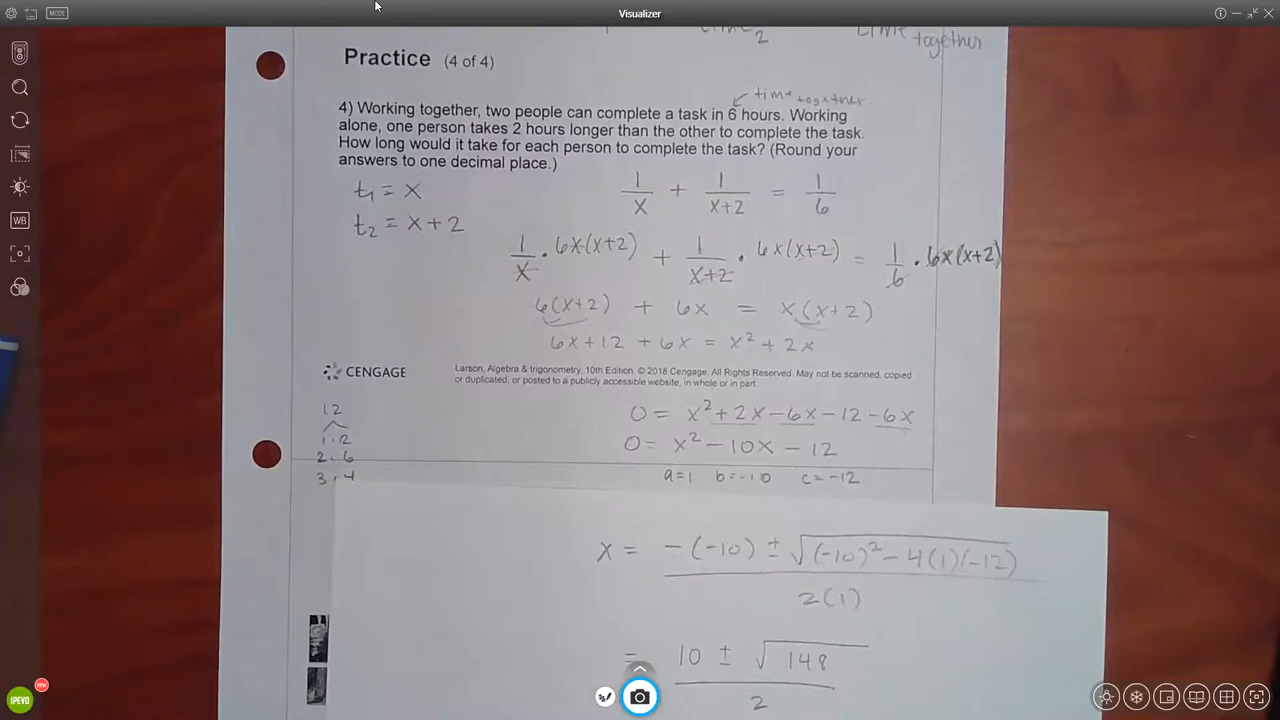 MODE
Visualizer
time 2
time together
Practice (4 of 4)
time together
4) Working together, two people can complete a task in 6 hours. Working
alone, one person takes 2 hours longer than the other to complete the task.
How long would it take for each person to complete the task? (Round your
answers to one decimal place.)
t₁ = x
1/x + 1/(x+2) = 1/6
t₂ = x + 2
1/x · 6x(x+2) + 1/(x+2) · 6x(x+2) = 1/6 · 6x(x+2)
6(x+2) + 6x = x(x+2)
6x+12 + 6x = x² + 2x
CENGAGE
Larson, Algebra & trigonometry, 10th Edition. © 2018 Cengage. All Rights Reserved. May not be scanned, copied
or duplicated, or posted to a publicly accessible website, in whole or in part
12
1.2
2.6
3.4
0 = x² + 2x - 6x - 12 - 6x
0 = x² - 10x - 12
a=1 b=-10 c=-12
x = (-(-10) ± √((-10)² - 4(1)(-12))) / 2(1)
= (10 ± √148) / 2
IPEVO
new